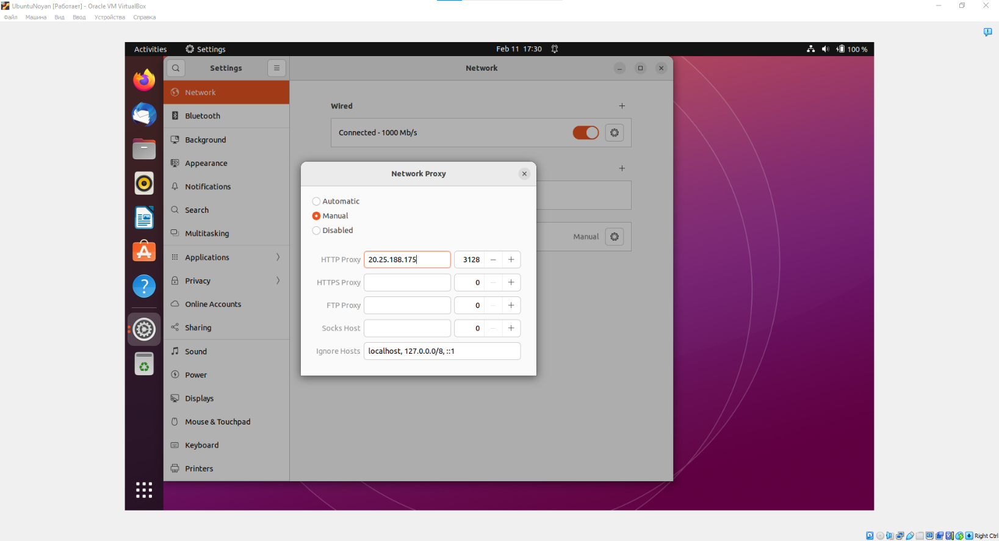 UbuntuNoyan [Работает] - Oracle VM VirtualBox
Файл Машина Вид Ввод Устройства Справка
Activities Settings Feb 11 17:30 100 %
Settings Network
Network
Bluetooth
Background
Appearance
Notifications
Search
Multitasking
Applications
Privacy
Online Accounts
Sharing
Sound
Power
Displays
Mouse & Touchpad
Keyboard
Printers
Wired
Connected - 1000 Mb/s
Manual
Network Proxy
Automatic
Manual
Disabled
HTTP Proxy 20.25.188.175 3128 − +
HTTPS Proxy 0 − +
FTP Proxy 0 − +
Socks Host 0 − +
Ignore Hosts localhost, 127.0.0.0/8, ::1
Right Ctrl